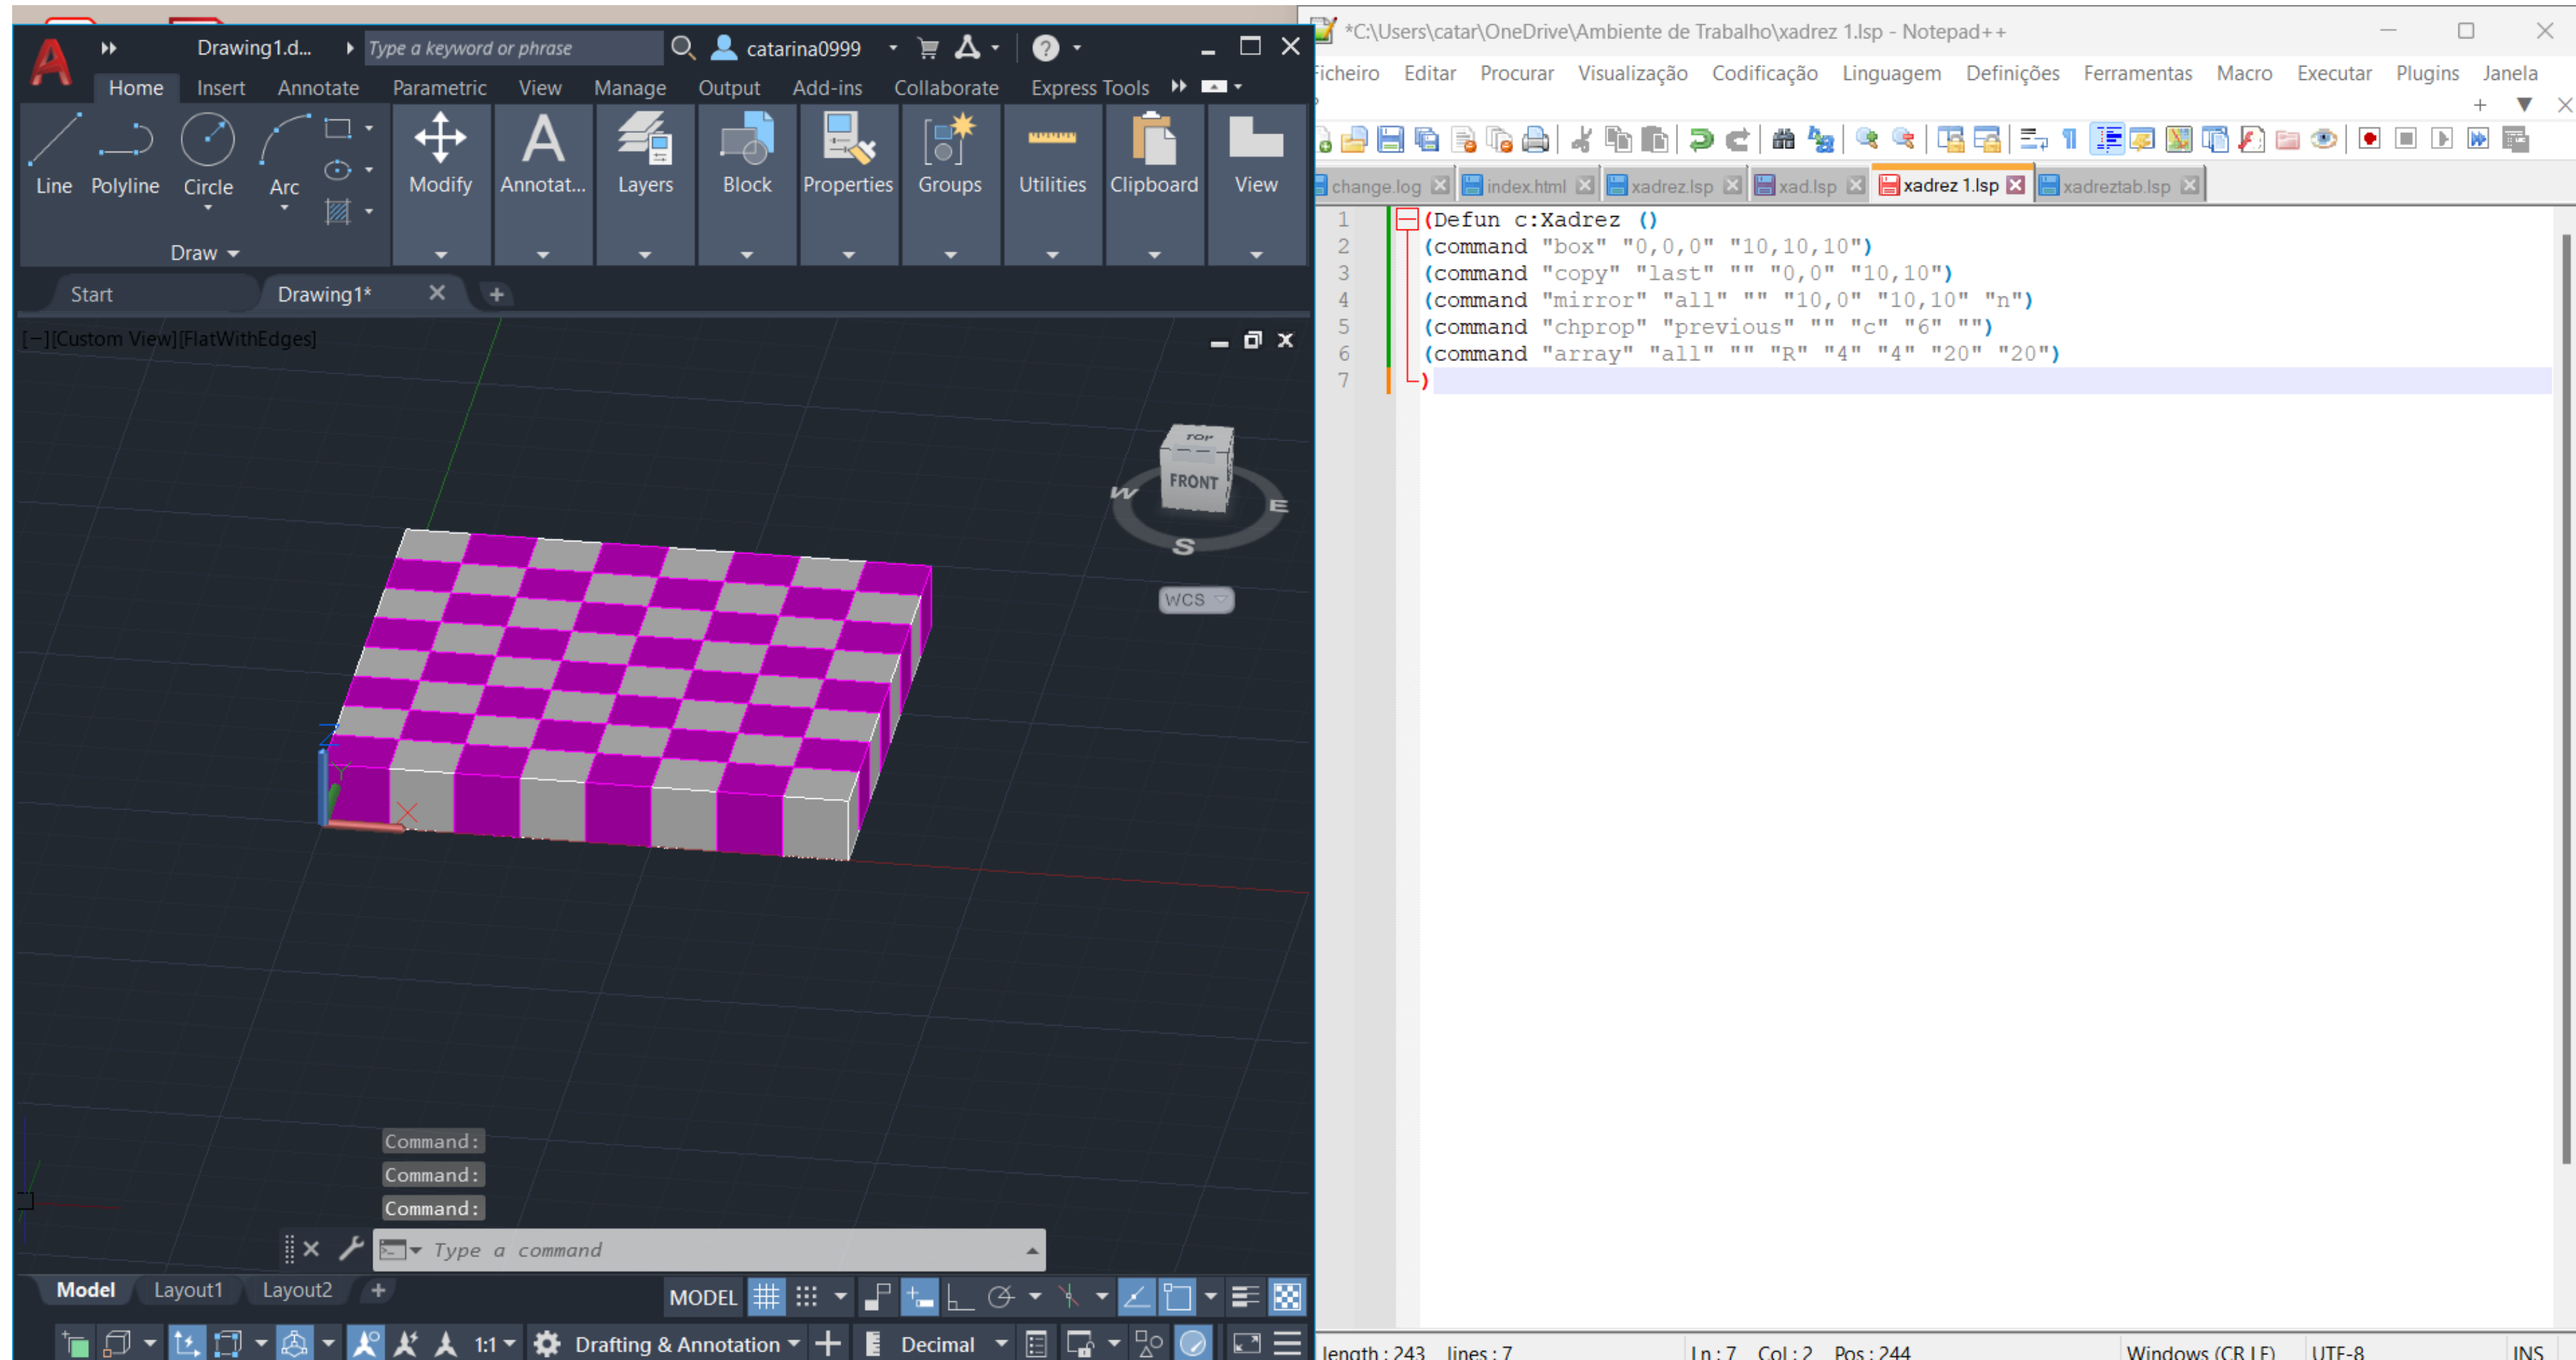 Drawing1.d...
Type a keyword or phrase
catarina0999
Home Insert Annotate Parametric View Manage Output Add-ins Collaborate Express Tools
Line Polyline Circle Arc
Modify Annotat... Layers Block Properties Groups Utilities Clipboard View
Draw
Start Drawing1*
[−][Custom View][FlatWithEdges]
TOP
FRONT
W E
S
WCS
Z
Y
X
Command:
Command:
Command:
Type a command
Model Layout1 Layout2 + MODEL
1:1 Drafting & Annotation Decimal
*C:\Users\catar\OneDrive\Ambiente de Trabalho\xadrez 1.lsp - Notepad++
Ficheiro Editar Procurar Visualização Codificação Linguagem Definições Ferramentas Macro Executar Plugins Janela
change.log index.html xadrez.lsp xad.lsp xadrez 1.lsp xadreztab.lsp
1 (Defun c:Xadrez ()
2 (command "box" "0,0,0" "10,10,10")
3 (command "copy" "last" "" "0,0" "10,10")
4 (command "mirror" "all" "" "10,0" "10,10" "n")
5 (command "chprop" "previous" "" "c" "6" "")
6 (command "array" "all" "" "R" "4" "4" "20" "20")
7 )
length : 243 lines : 7 Ln : 7 Col : 2 Pos : 244 Windows (CR LF) UTF-8 INS